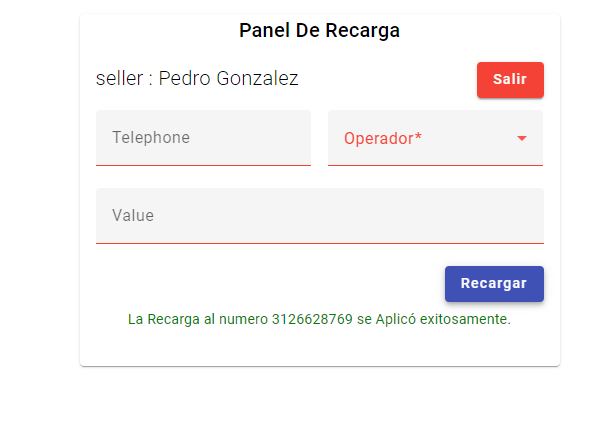 Panel De Recarga
seller : Pedro Gonzalez
Salir
Telephone
Operador*
Value
Recargar
La Recarga al numero 3126628769 se Aplicó exitosamente.